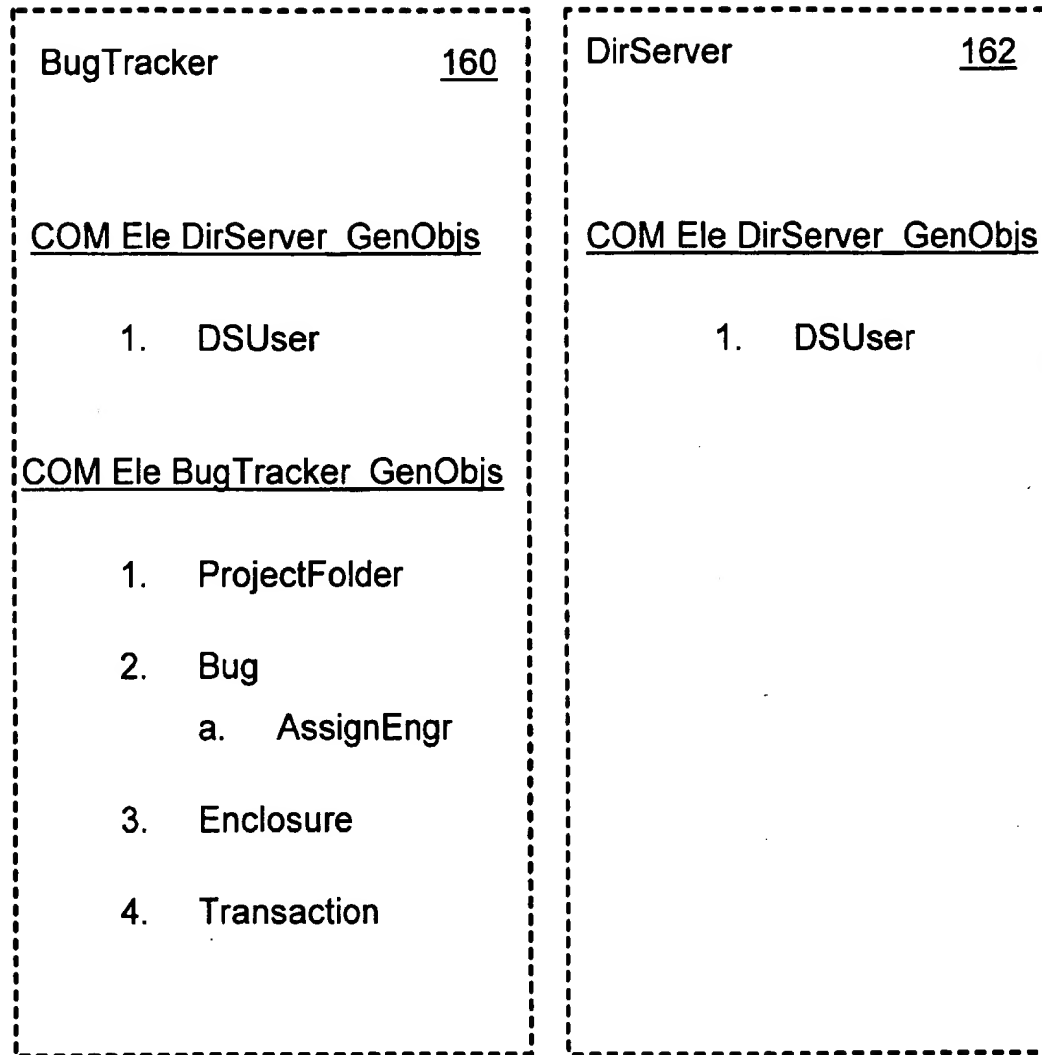 BugTracker 160
COM Ele DirServer_GenObjs
1. DSUser
COM Ele BugTracker_GenObjs
1. ProjectFolder
2. Bug
a. AssignEngr
3. Enclosure
4. Transaction
DirServer 162
COM Ele DirServer_GenObjs
1. DSUser